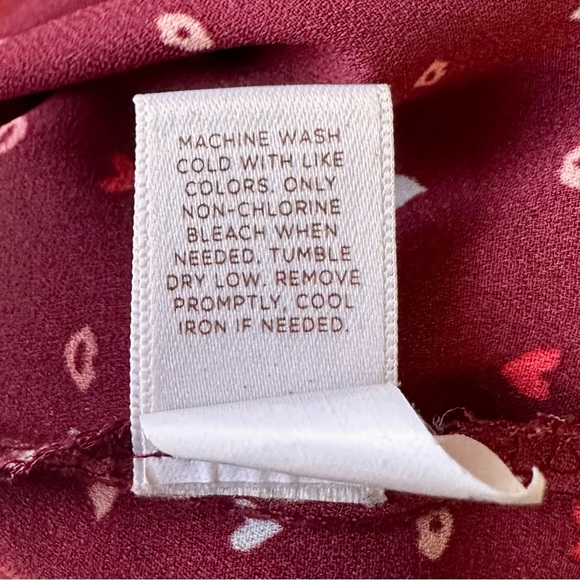 MACHINE WASH
COLD WITH LIKE
COLORS. ONLY
NON-CHLORINE
BLEACH WHEN
NEEDED. TUMBLE
DRY LOW. REMOVE
PROMPTLY, COOL
IRON IF NEEDED.